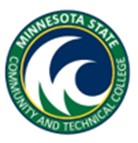 MINNESOTA STATE
COMMUNITY AND TECHNICAL COLLEGE